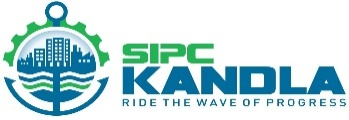 SIPC
KANDLA
RIDE THE WAVE OF PROGRESS